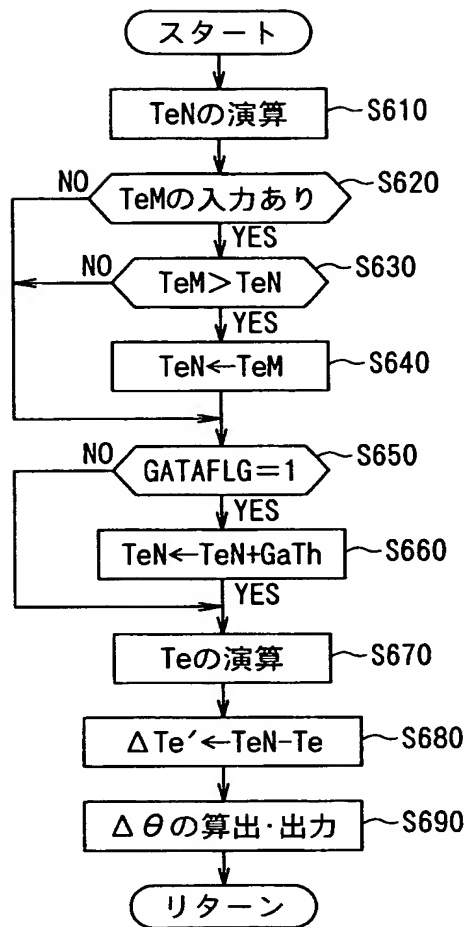 スタート
TeNの演算 S610
NO TeMの入力あり S620
YES
NO TeM>TeN S630
YES
TeN←TeM S640
NO GATAFLG=1 S650
YES
TeN←TeN+GaTh S660
YES
Teの演算 S670
ΔTe′←TeN-Te S680
Δθの算出･出力 S690
リターン